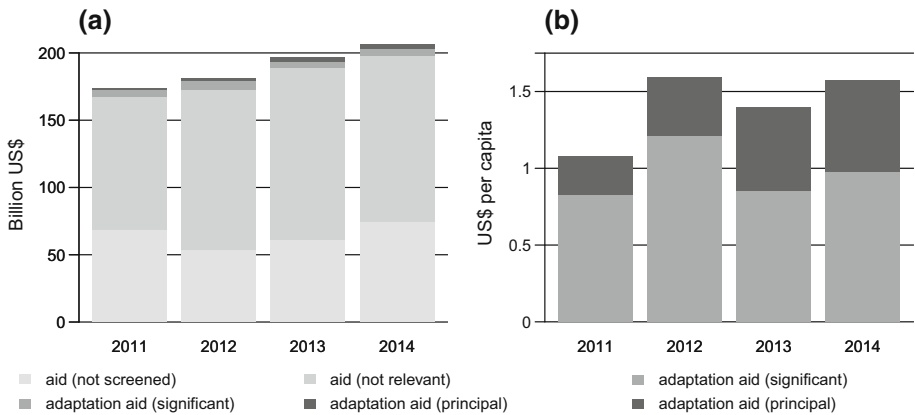 (a)
Billion US$
200
150
100
50
0
2011 2012 2013 2014
aid (not screened)
aid (not relevant)
adaptation aid (significant)
adaptation aid (principal)
(b)
US$ per capita
1.5
1
0.5
0
2011 2012 2013 2014
adaptation aid (significant)
adaptation aid (principal)